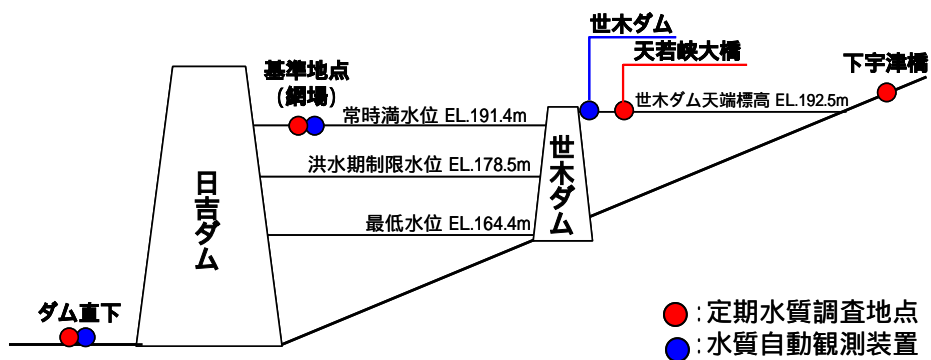 世木ダム
天若峡大橋
下宇津橋
基準地点
(網場)
世木ダム天端標高 EL.192.5m
常時満水位 EL.191.4m
洪水期制限水位 EL.178.5m
最低水位 EL.164.4m
日吉ダム
世木ダム
ダム直下
:定期水質調査地点
:水質自動観測装置